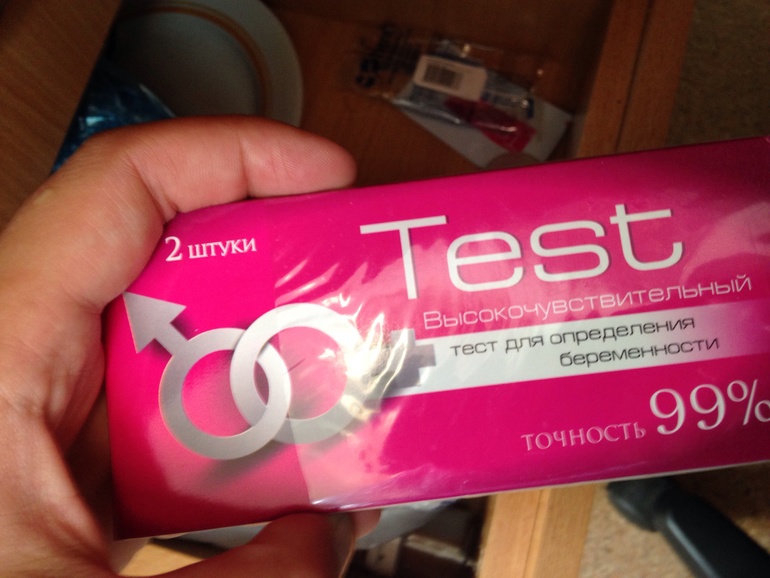 2 штуки
Test
Высокочувствительный
тест для определения
беременности
точность 99%